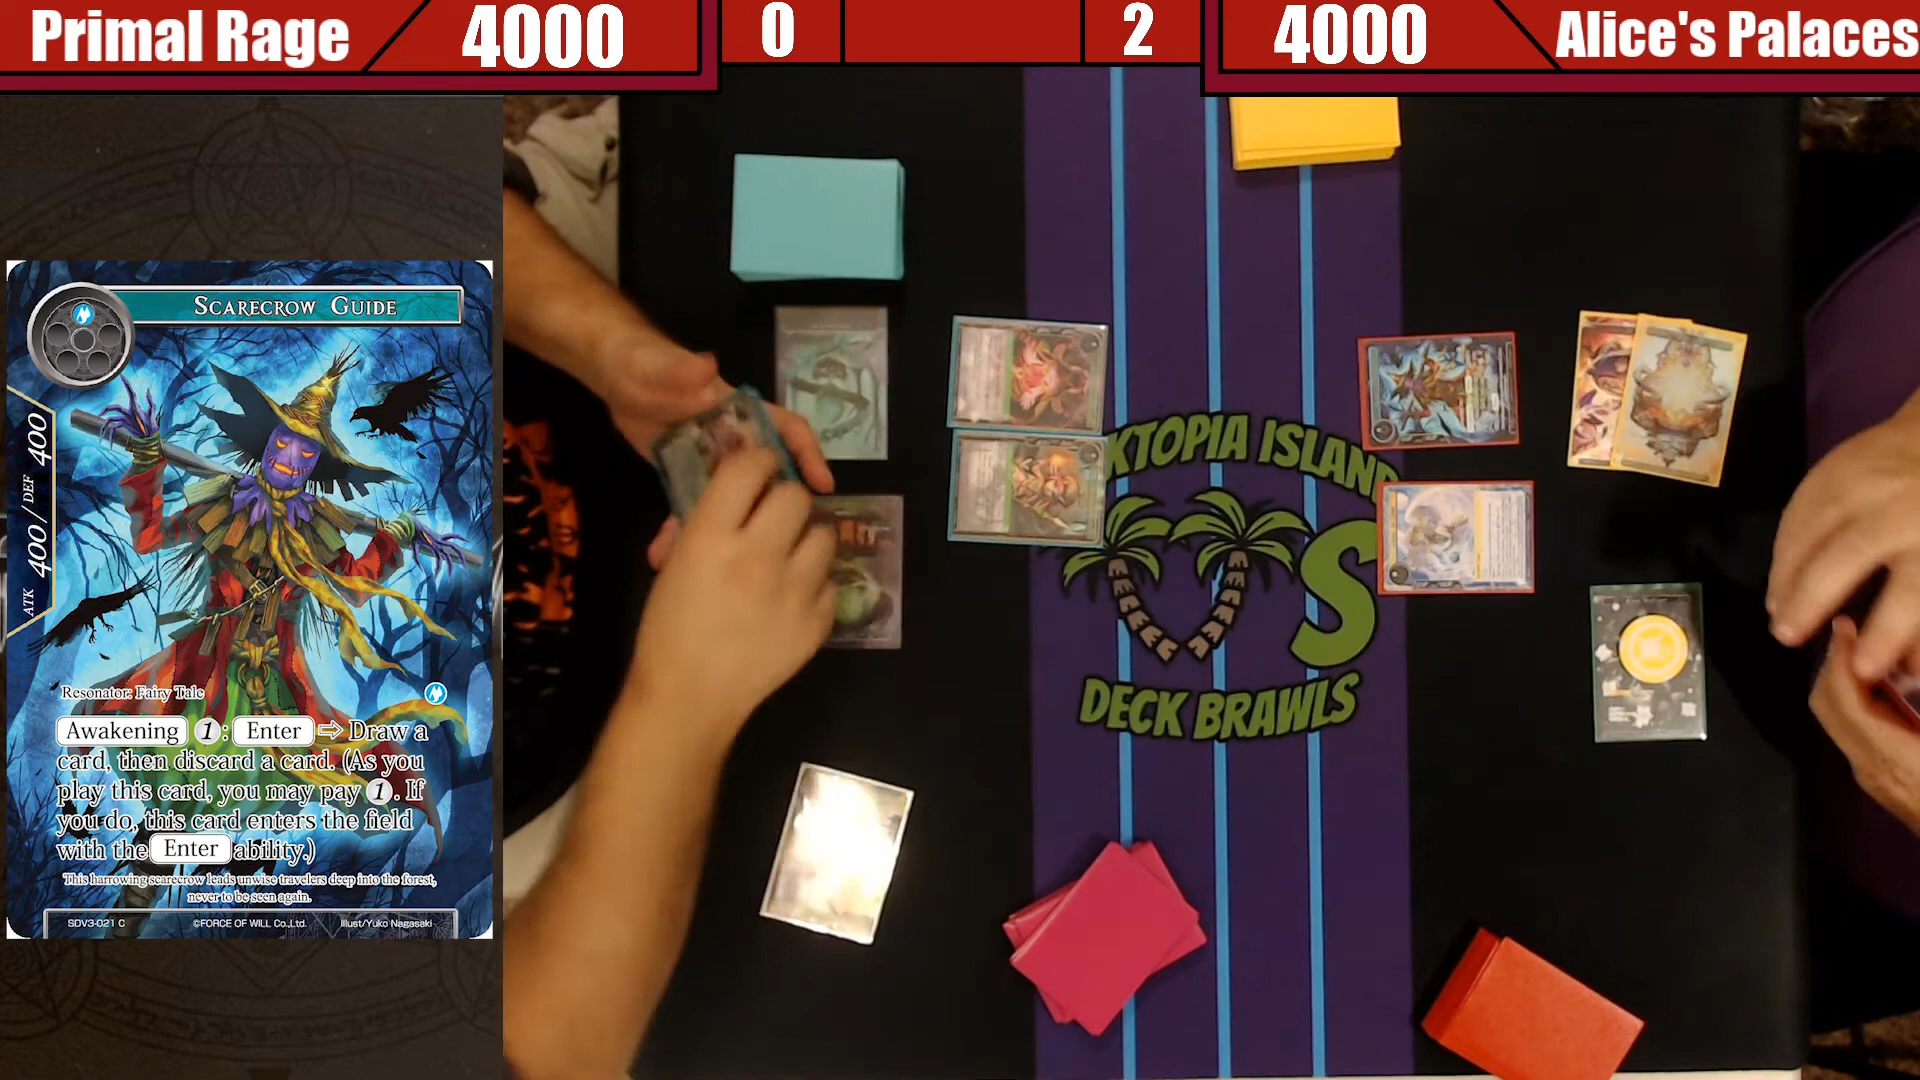 Primal Rage
4000
0
2
4000
Alice's Palaces
SCARECROW GUIDE
ATK 400 / DEF 400
Resonator: Fairy Tale
Awakening 1: Enter ⇨ Draw a
card, then discard a card. (As you
play this card, you may pay 1. If
you do, this card enters the field
with the Enter ability.)
This harrowing scarecrow leads unwise travelers deep into the forest,
never to be seen again.
SDV3-021 C
©FORCE OF WILL Co.,Ltd.
Illust/Yuko Nagasaki
KTOPIA ISLAND
S
DECK BRAWLS